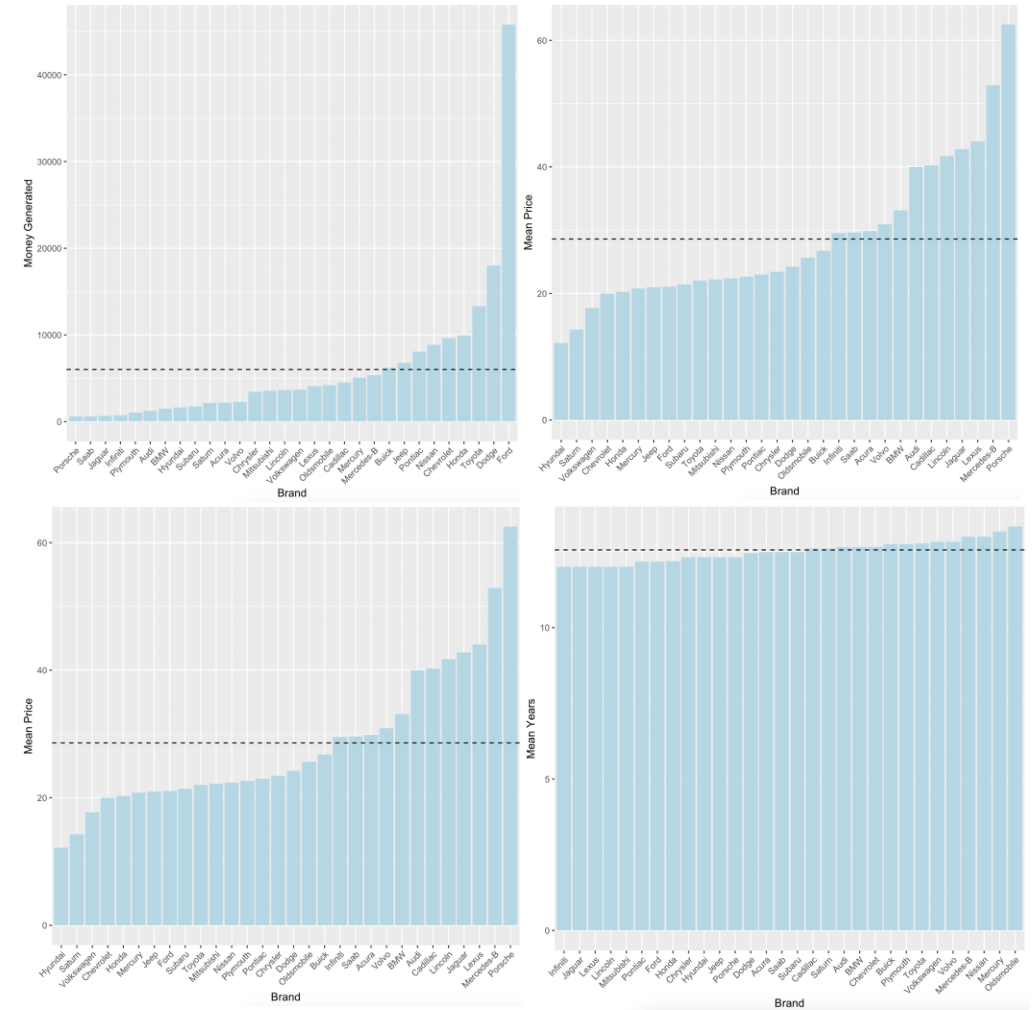 40000
30000
20000
10000
0
Money Generated
Porsche
Saab
Jaguar
Infiniti
Plymouth
Audi
BMW
Hyundai
Subaru
Saturn
Acura
Volvo
Chrysler
Mitsubishi
Lincoln
Volkswagen
Lexus
Oldsmobile
Cadillac
Mercury
Mercedes-B
Buick
Jeep
Pontiac
Nissan
Chevrolet
Honda
Toyota
Dodge
Ford
Brand
60
40
20
0
Mean Price
Hyundai
Saturn
Volkswagen
Chevrolet
Honda
Mercury
Jeep
Ford
Subaru
Toyota
Mitsubishi
Nissan
Plymouth
Pontiac
Chrysler
Dodge
Oldsmobile
Buick
Infiniti
Saab
Acura
Volvo
BMW
Audi
Cadillac
Lincoln
Jaguar
Lexus
Mercedes-B
Porsche
Brand
60
40
20
0
Mean Price
Hyundai
Saturn
Volkswagen
Chevrolet
Honda
Mercury
Jeep
Ford
Subaru
Toyota
Mitsubishi
Nissan
Plymouth
Pontiac
Chrysler
Dodge
Oldsmobile
Buick
Infiniti
Saab
Acura
Volvo
BMW
Audi
Cadillac
Lincoln
Jaguar
Lexus
Mercedes-B
Porsche
Brand
10
5
0
Mean Years
Infiniti
Jaguar
Lexus
Lincoln
Mitsubishi
Pontiac
Ford
Honda
Chrysler
Hyundai
Jeep
Porsche
Dodge
Acura
Saab
Subaru
Cadillac
Saturn
Audi
BMW
Chevrolet
Buick
Plymouth
Toyota
Volkswagen
Volvo
Mercedes-B
Nissan
Mercury
Oldsmobile
Brand